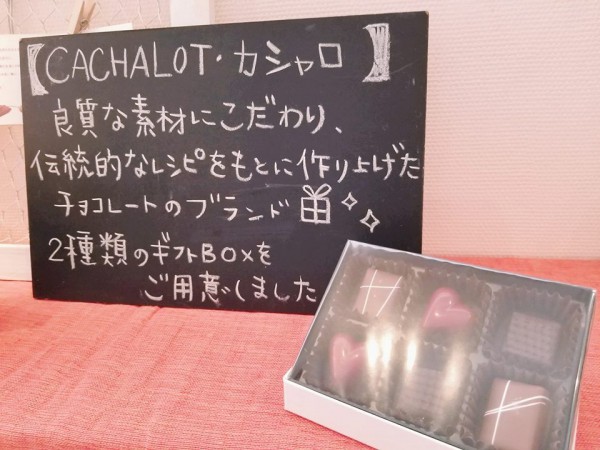 【CACHALOT・カシャロ】
良質な素材にこだわり、
伝統的なレシピをもとに作り上げた
チョコレートのブランド
2種類のギフトBOXを
ご用意しました